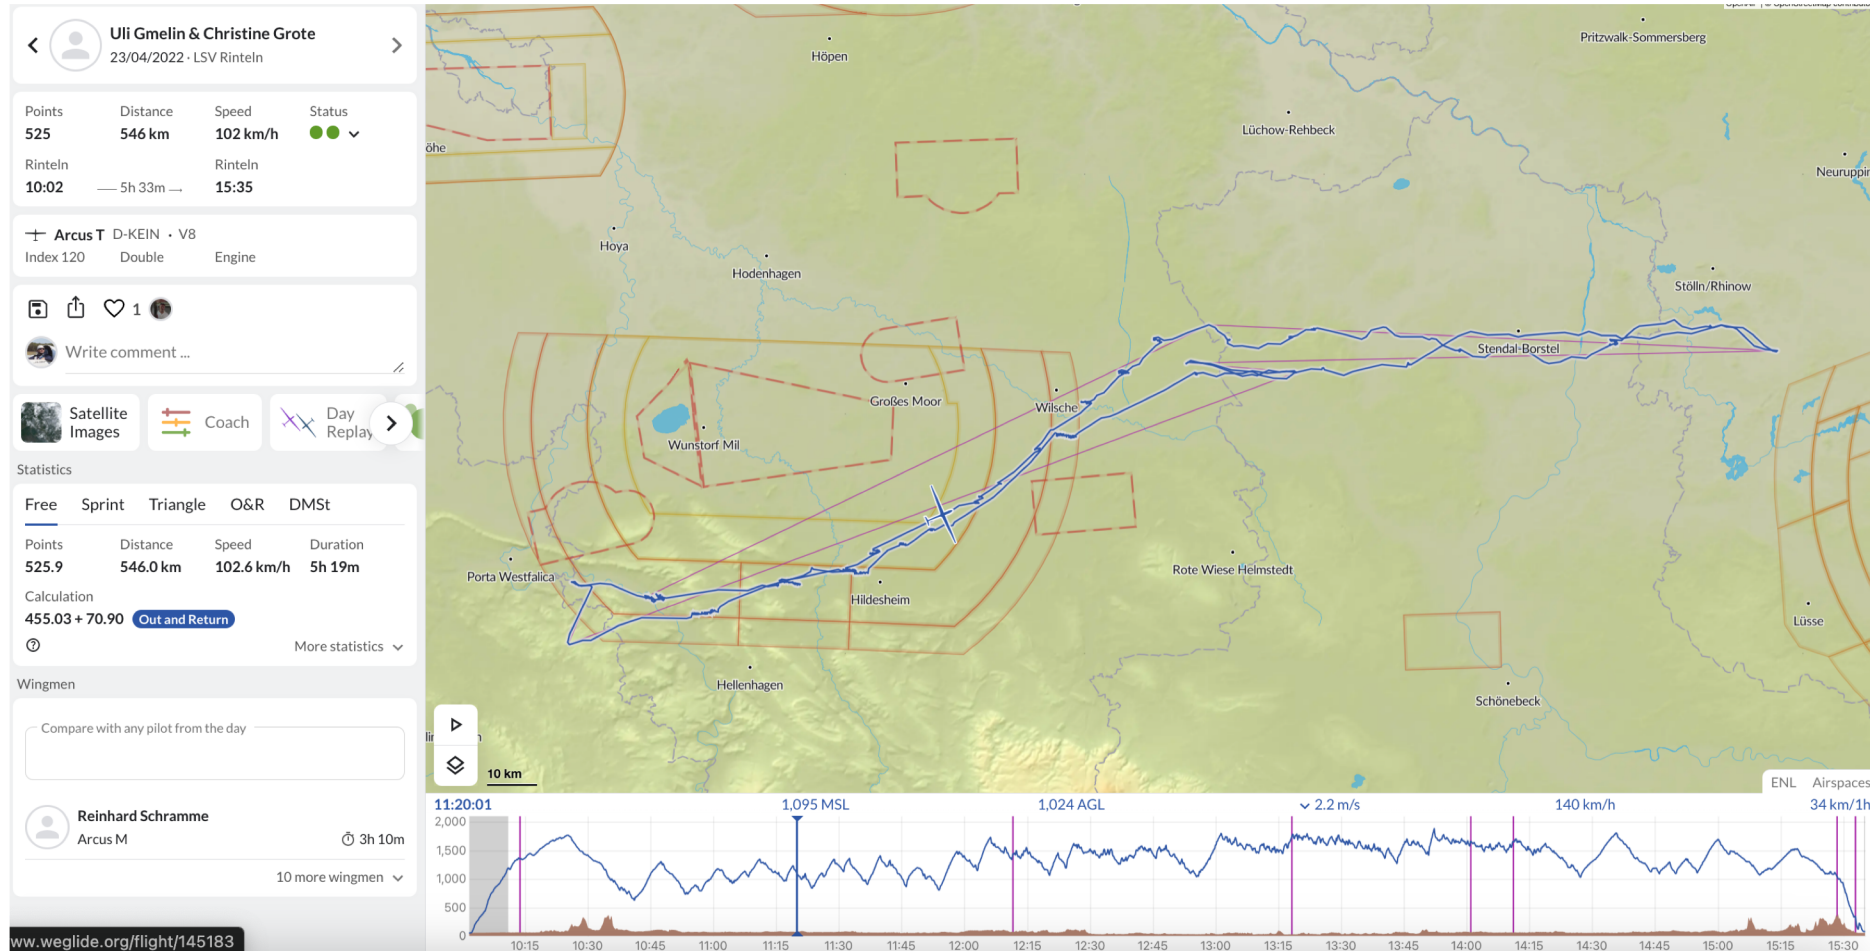 Uli Gmelin & Christine Grote
23/04/2022 · LSV Rinteln
Points Distance Speed Status
525 546 km 102 km/h
Rinteln Rinteln
10:02 5h 33m 15:35
Arcus T D-KEIN · V8
Index 120 Double Engine
1
Write comment ...
Satellite Images
Coach
Day Replay
Statistics
Free Sprint Triangle O&R DMSt
Points Distance Speed Duration
525.9 546.0 km 102.6 km/h 5h 19m
Calculation
455.03 + 70.90 Out and Return
More statistics
Wingmen
Compare with any pilot from the day
Reinhard Schramme
Arcus M 3h 10m
10 more wingmen
ww.weglide.org/flight/145183
Höpen
Pritzwalk-Sommersberg
Lüchow-Rehbeck
öhe
Neuruppin
Hoya
Hodenhagen
Stölln/Rhinow
Stendal-Borstel
Großes Moor
Wilsche
Wunstorf Mil
Porta Westfalica
Rote Wiese Helmstedt
Hildesheim
Lüsse
Hellenhagen
Schönebeck
10 km
ENL Airspaces
11:20:01 1,095 MSL 1,024 AGL 2.2 m/s 140 km/h 34 km/1h
2,000
1,500
1,000
500
0
10:15 10:30 10:45 11:00 11:15 11:30 11:45 12:00 12:15 12:30 12:45 13:00 13:15 13:30 13:45 14:00 14:15 14:30 14:45 15:00 15:15 15:30